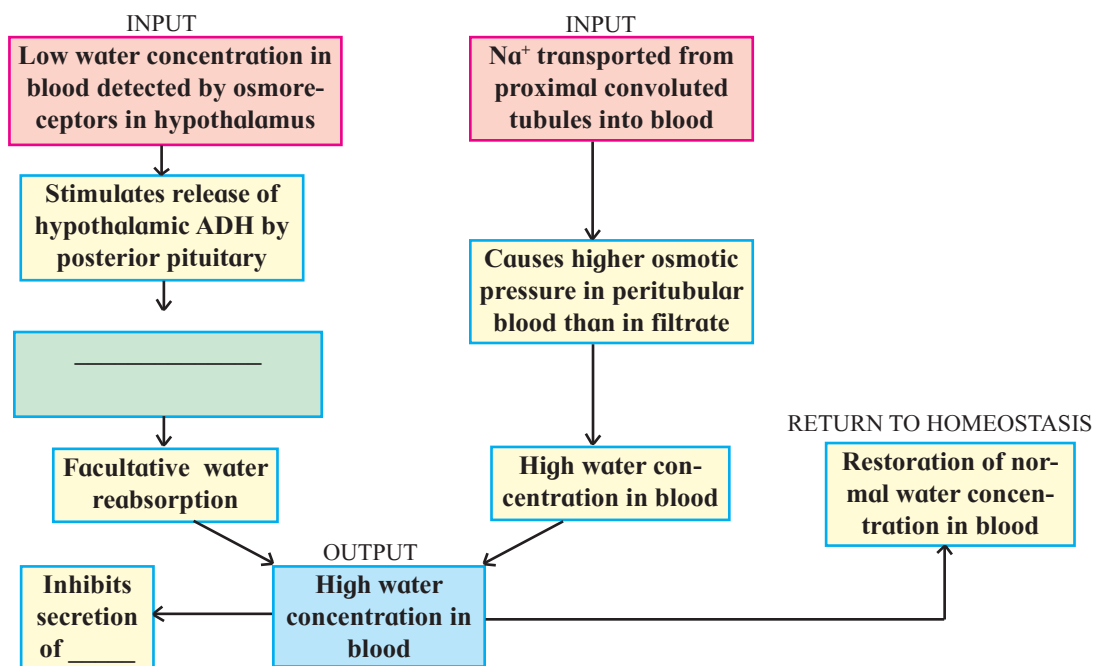 INPUT
Low water concentration in
blood detected by osmore-
ceptors in hypothalamus
Stimulates release of
hypothalamic ADH by
posterior pituitary
Facultative water
reabsorption
INPUT
Na⁺ transported from
proximal convoluted
tubules into blood
Causes higher osmotic
pressure in peritubular
blood than in filtrate
High water con-
centration in blood
OUTPUT
High water
concentration in
blood
Inhibits
secretion
of _____
RETURN TO HOMEOSTASIS
Restoration of nor-
mal water concen-
tration in blood